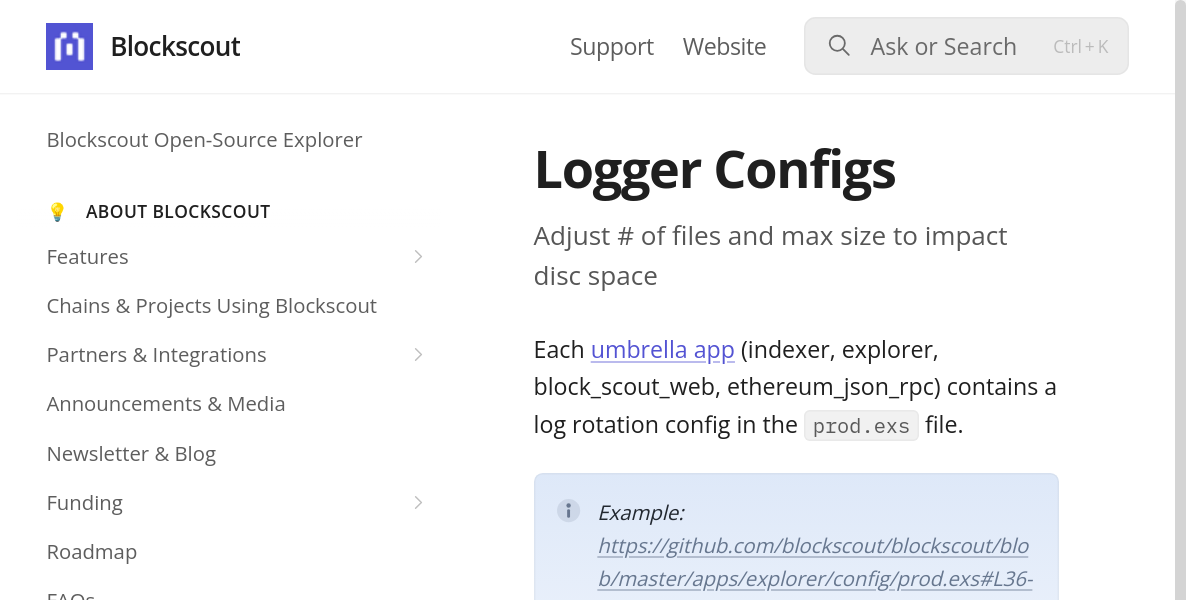 Blockscout
Support
Website
Ask or Search
Ctrl + K
Blockscout Open-Source Explorer
ABOUT BLOCKSCOUT
Features
Chains & Projects Using Blockscout
Partners & Integrations
Announcements & Media
Newsletter & Blog
Funding
Roadmap
FAQs
Logger Configs
Adjust # of files and max size to impact
disc space
Each umbrella app (indexer, explorer,
block_scout_web, ethereum_json_rpc) contains a
log rotation config in the prod.exs file.
Example:
https://github.com/blockscout/blockscout/blo
b/master/apps/explorer/config/prod.exs#L36-